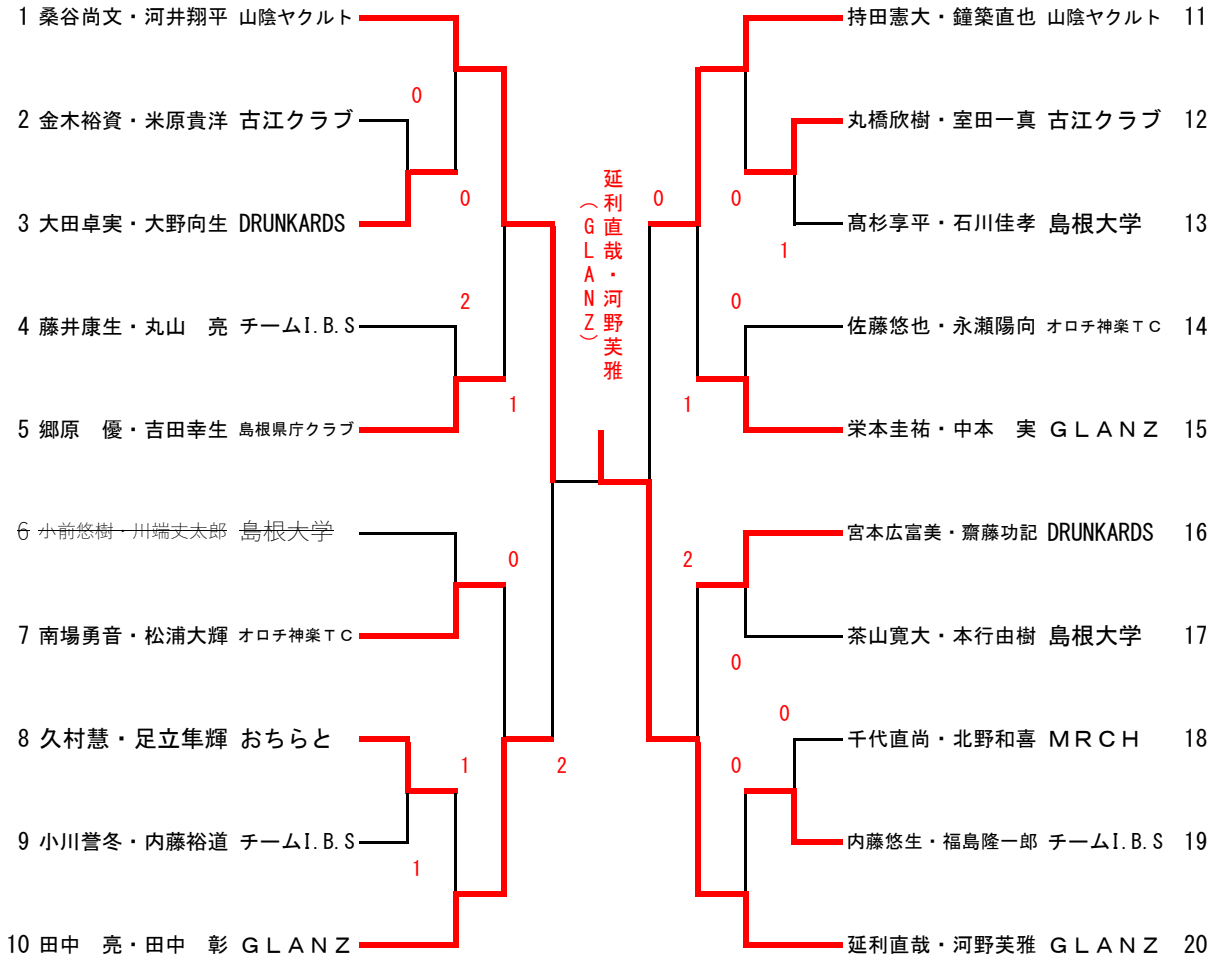 1 桑谷尚文・河井翔平 山陰ヤクルト
2 金木裕資・米原貴洋 古江クラブ
3 大田卓実・大野向生 DRUNKARDS
4 藤井康生・丸山　亮 チームI.B.S
5 郷原　優・吉田幸生 島根県庁クラブ
6 小前悠樹・川端丈太郎 島根大学
7 南場勇音・松浦大輝 オロチ神楽ＴＣ
8 久村慧・足立隼輝 おちらと
9 小川誉冬・内藤裕道 チームI.B.S
10 田中　亮・田中　彰 ＧＬＡＮＺ
0
0
2
1
0
1
1
2
延利直哉・河野芙雅
（ＧＬＡＮＺ）
0
0
1
0
1
2
0
0
0
持田憲大・鐘築直也 山陰ヤクルト 11
丸橋欣樹・室田一真 古江クラブ 12
髙杉享平・石川佳孝 島根大学 13
佐藤悠也・永瀬陽向 オロチ神楽ＴＣ 14
栄本圭祐・中本　実 ＧＬＡＮＺ 15
宮本広富美・齋藤功記 DRUNKARDS 16
茶山寛大・本行由樹 島根大学 17
千代直尚・北野和喜 ＭＲＣＨ 18
内藤悠生・福島隆一郎 チームI.B.S 19
延利直哉・河野芙雅 ＧＬＡＮＺ 20